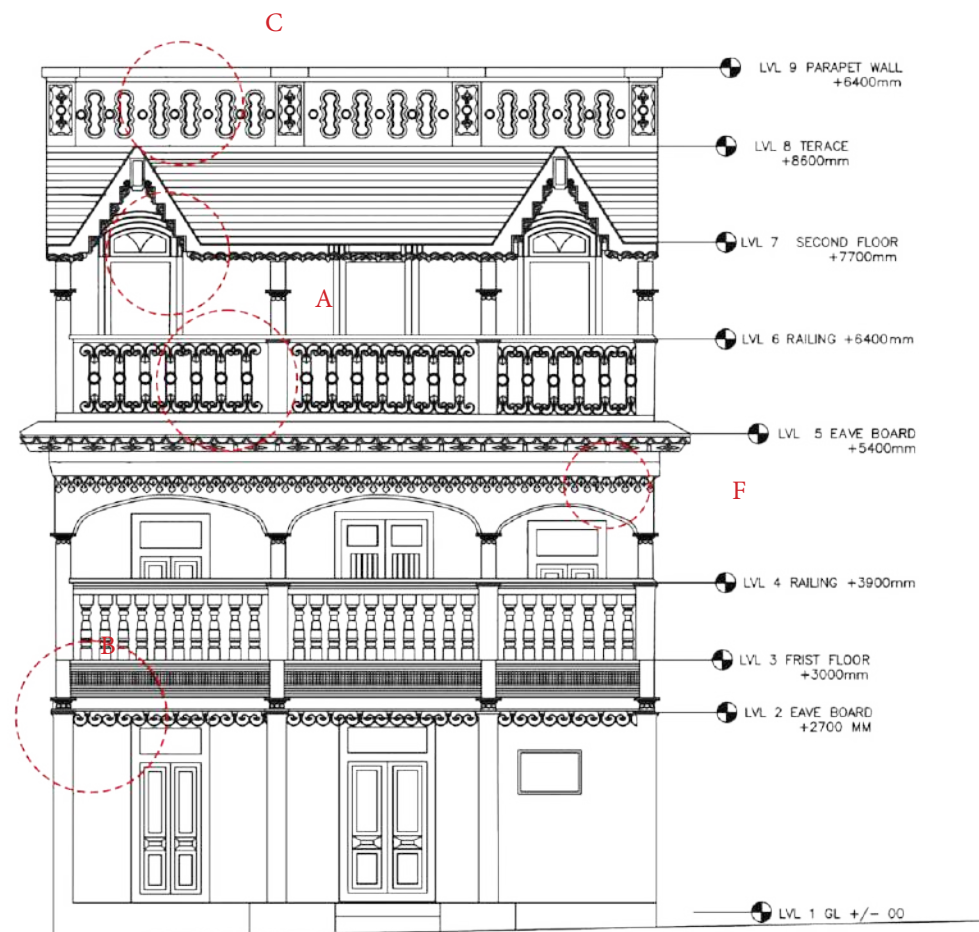 C
LVL 9 PARAPET WALL
+6400mm
LVL 8 TERACE
+8600mm
LVL 7 SECOND FLOOR
+7700mm
A
LVL 6 RAILING +6400mm
LVL 5 EAVE BOARD
+5400mm
F
LVL 4 RAILING +3900mm
B
LVL 3 FRIST FLOOR
+3000mm
LVL 2 EAVE BOARD
+2700 MM
LVL 1 GL +/- 00